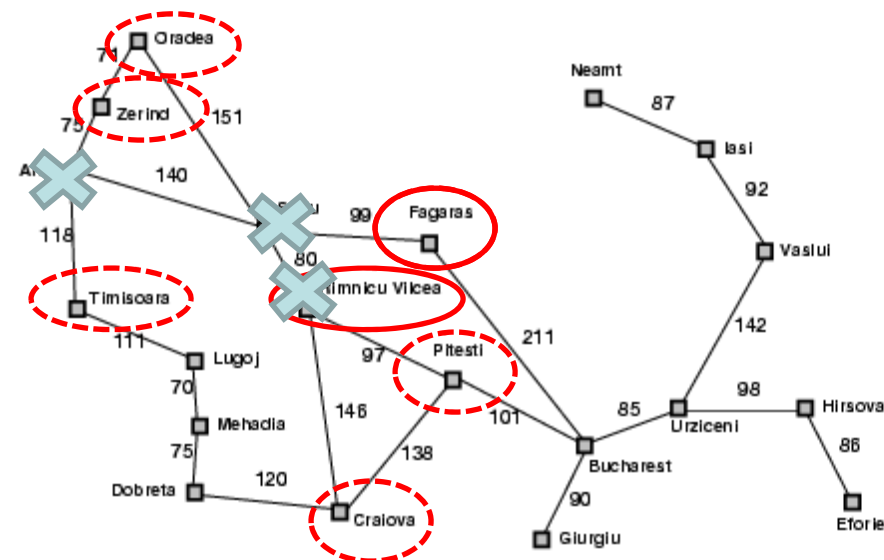 Oradea
71
Neamt
87
Zerind
151
75
Iasi
140
92
99
Fagaras
118
80
Vaslui
Timisoara
imnicu Vilcea
142
111
211
Lugoj
97
Pitesti
98
70
85
Hirsova
146
101
Urziceni
Mehadia
138
75
Bucharest
86
120
Dobreta
90
Craiova
Eforie
Giurgiu